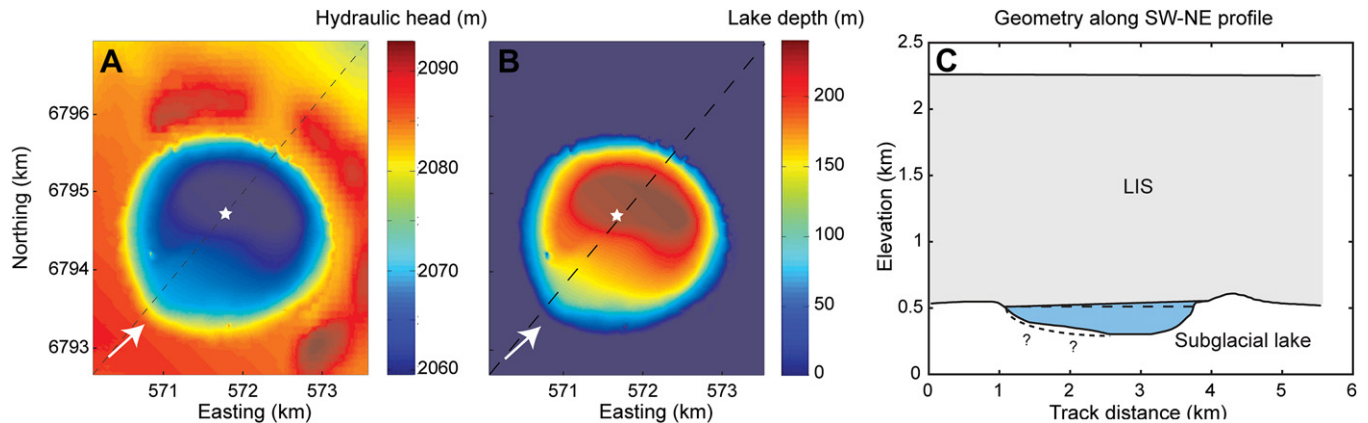 Hydraulic head (m)
Lake depth (m)
Geometry along SW-NE profile
A
B
C
2090
2080
2070
2060
200
150
100
50
0
2.5
2
1.5
1
0.5
0
6796
6795
6794
6793
Northing (km)
571
572
573
Easting (km)
571
572
573
Easting (km)
Elevation (km)
LIS
Subglacial lake
?
?
0
1
2
3
4
5
6
Track distance (km)